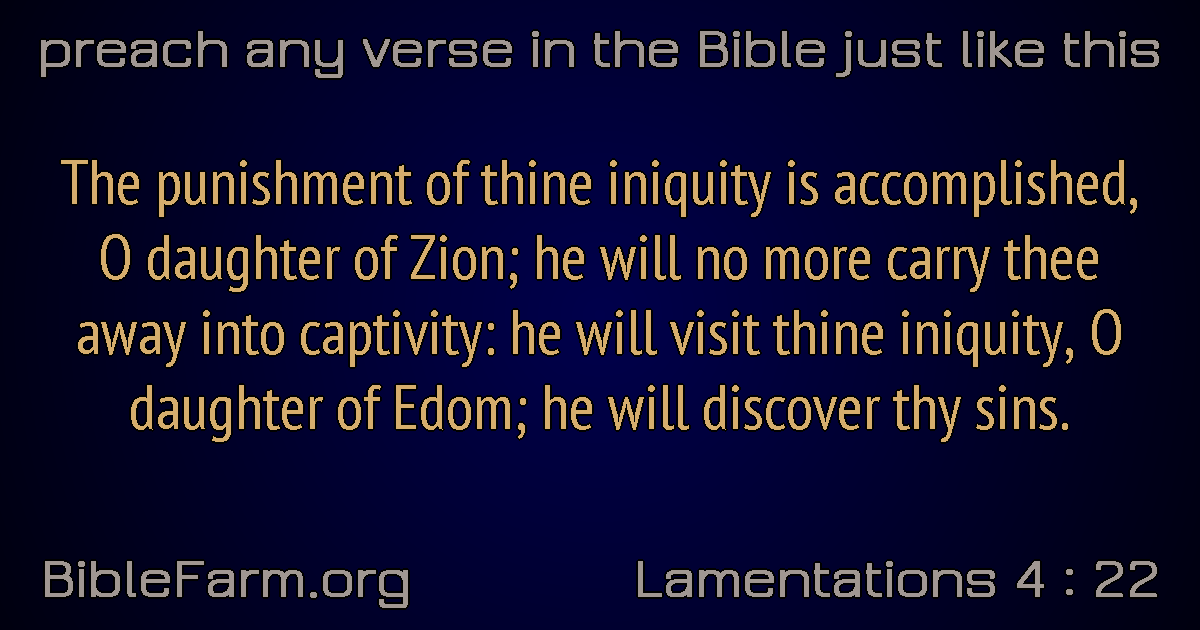 preach any verse in the Bible just like this
The punishment of thine iniquity is accomplished,
O daughter of Zion; he will no more carry thee
away into captivity: he will visit thine iniquity, O
daughter of Edom; he will discover thy sins.
BibleFarm.org
Lamentations 4 : 22